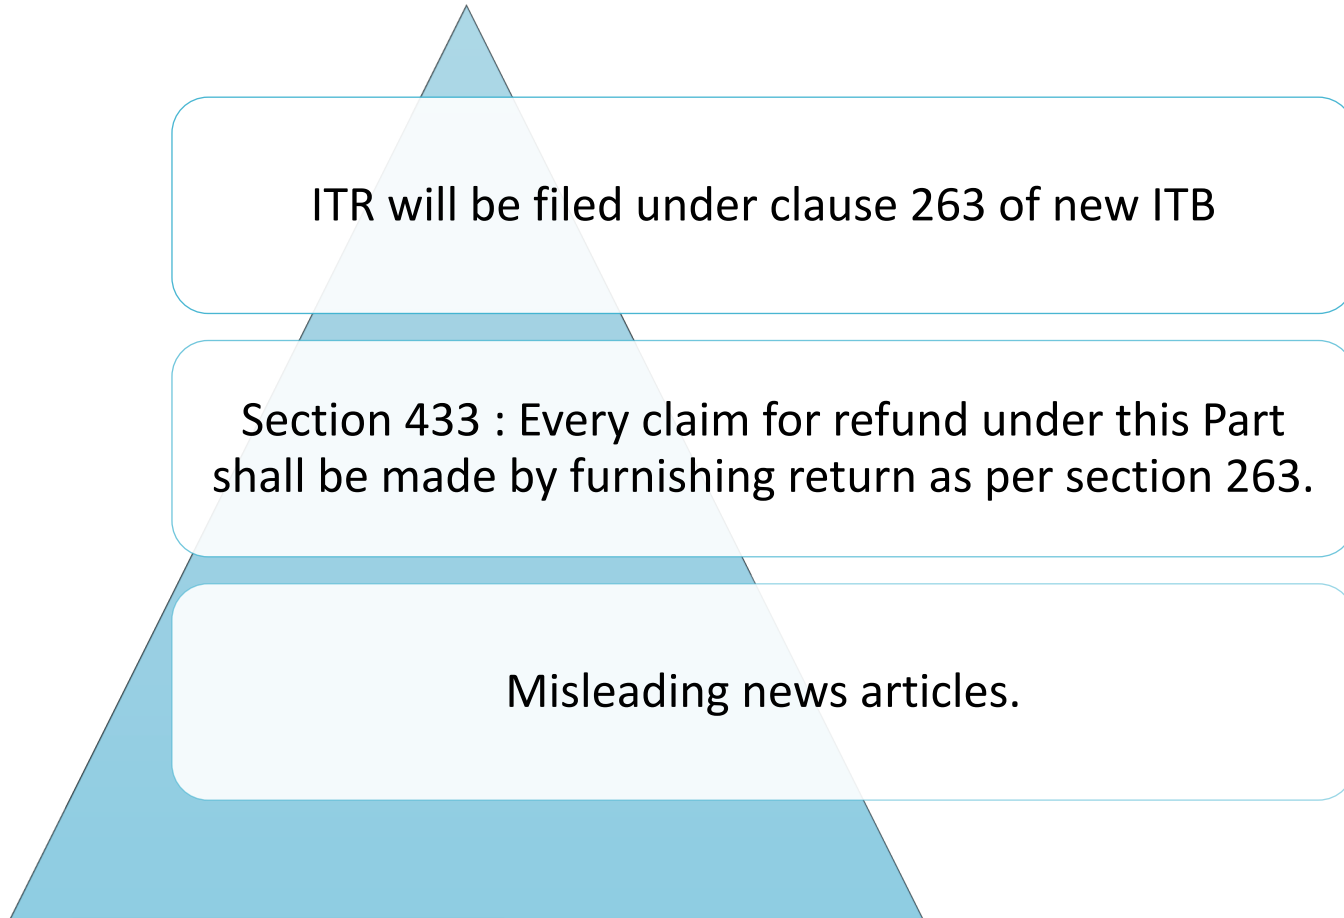 ITR will be filed under clause 263 of new ITB
Section 433 : Every claim for refund under this Part
shall be made by furnishing return as per section 263.
Misleading news articles.